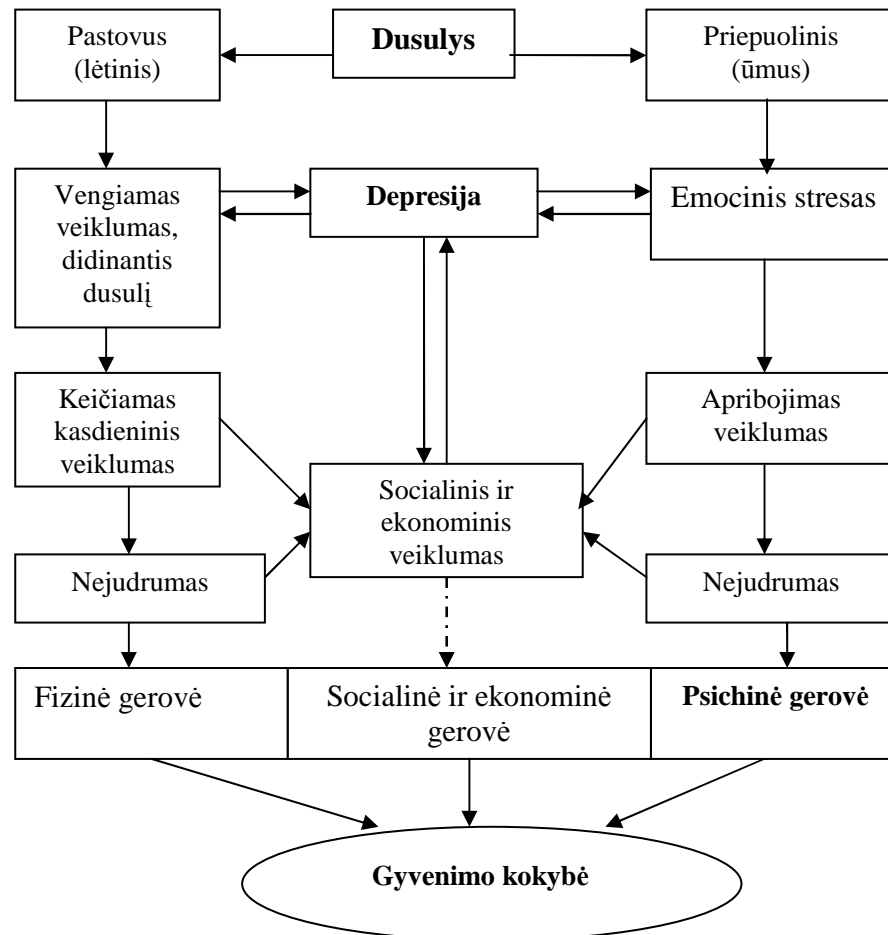 Pastovus
(lėtinis)
Dusulys
Priepuolinis
(ūmus)
Vengiamas
veiklumas,
didinantis
dusulį
Depresija
Emocinis stresas
Keičiamas
kasdieninis
veiklumas
Apribojimas
veiklumas
Socialinis ir
ekonominis
veiklumas
Nejudrumas
Nejudrumas
Fizinė gerovė
Socialinė ir ekonominė
gerovė
Psichinė gerovė
Gyvenimo kokybė